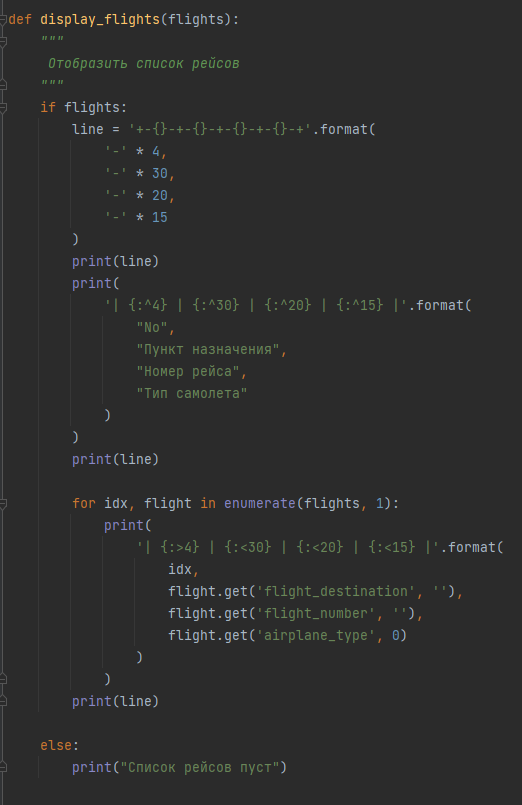 def display_flights(flights):
    """
     Отобразить список рейсов
    """
    if flights:
        line = '+-{}-+-{}-+-{}-+-{}-+'.format(
            '-' * 4,
            '-' * 30,
            '-' * 20,
            '-' * 15
        )
        print(line)
        print(
            '| {:^4} | {:^30} | {:^20} | {:^15} |'.format(
                "No",
                "Пункт назначения",
                "Номер рейса",
                "Тип самолета"
            )
        )
        print(line)

        for idx, flight in enumerate(flights, 1):
            print(
                '| {:>4} | {:<30} | {:<20} | {:<15} |'.format(
                    idx,
                    flight.get('flight_destination', ''),
                    flight.get('flight_number', ''),
                    flight.get('airplane_type', 0)
                )
            )
        print(line)

    else:
        print("Список рейсов пуст")